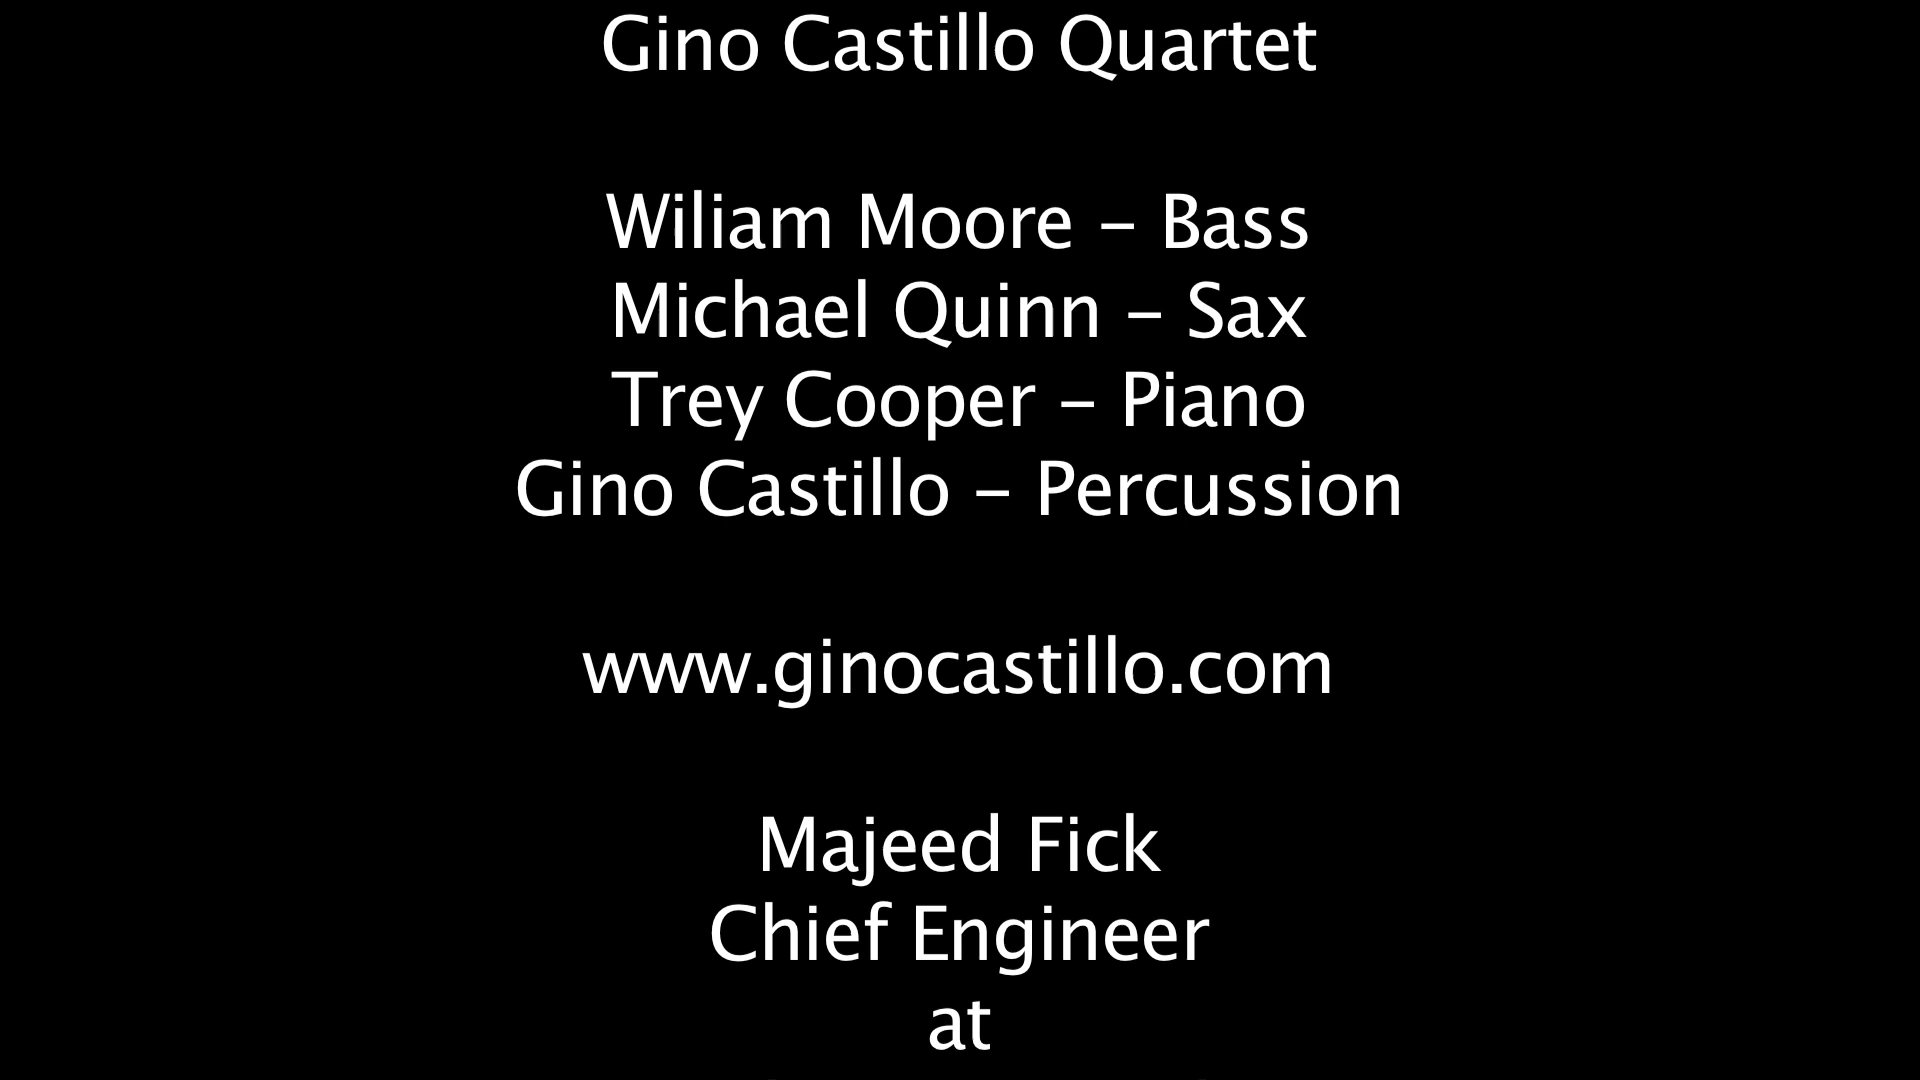 Gino Castillo Quartet
Wiliam Moore – Bass
Michael Quinn – Sax
Trey Cooper – Piano
Gino Castillo – Percussion
www.ginocastillo.com
Majeed Fick
Chief Engineer
at